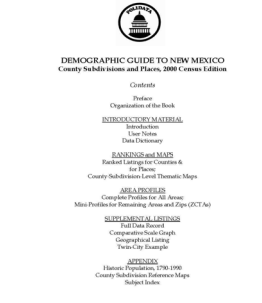 POLIDATA
DEMOGRAPHIC GUIDE TO NEW MEXICO
County Subdivisions and Places, 2000 Census Edition
Contents
Preface
Organization of the Book
INTRODUCTORY MATERIAL
Introduction
User Notes
Data Dictionary
RANKINGS and MAPS
Ranked Listings for Counties &
for Places;
County-Subdivision-Level Thematic Maps
AREA PROFILES
Complete Profiles for All Areas;
Mini-Profiles for Remaining Areas and Zips (ZCTAs)
SUPPLEMENTAL LISTINGS
Full Data Record
Comparative Scale Graph
Geographical Listing
Twin-City Example
APPENDIX
Historic Population, 1790-1990
County Subdivision Reference Maps
Subject Index